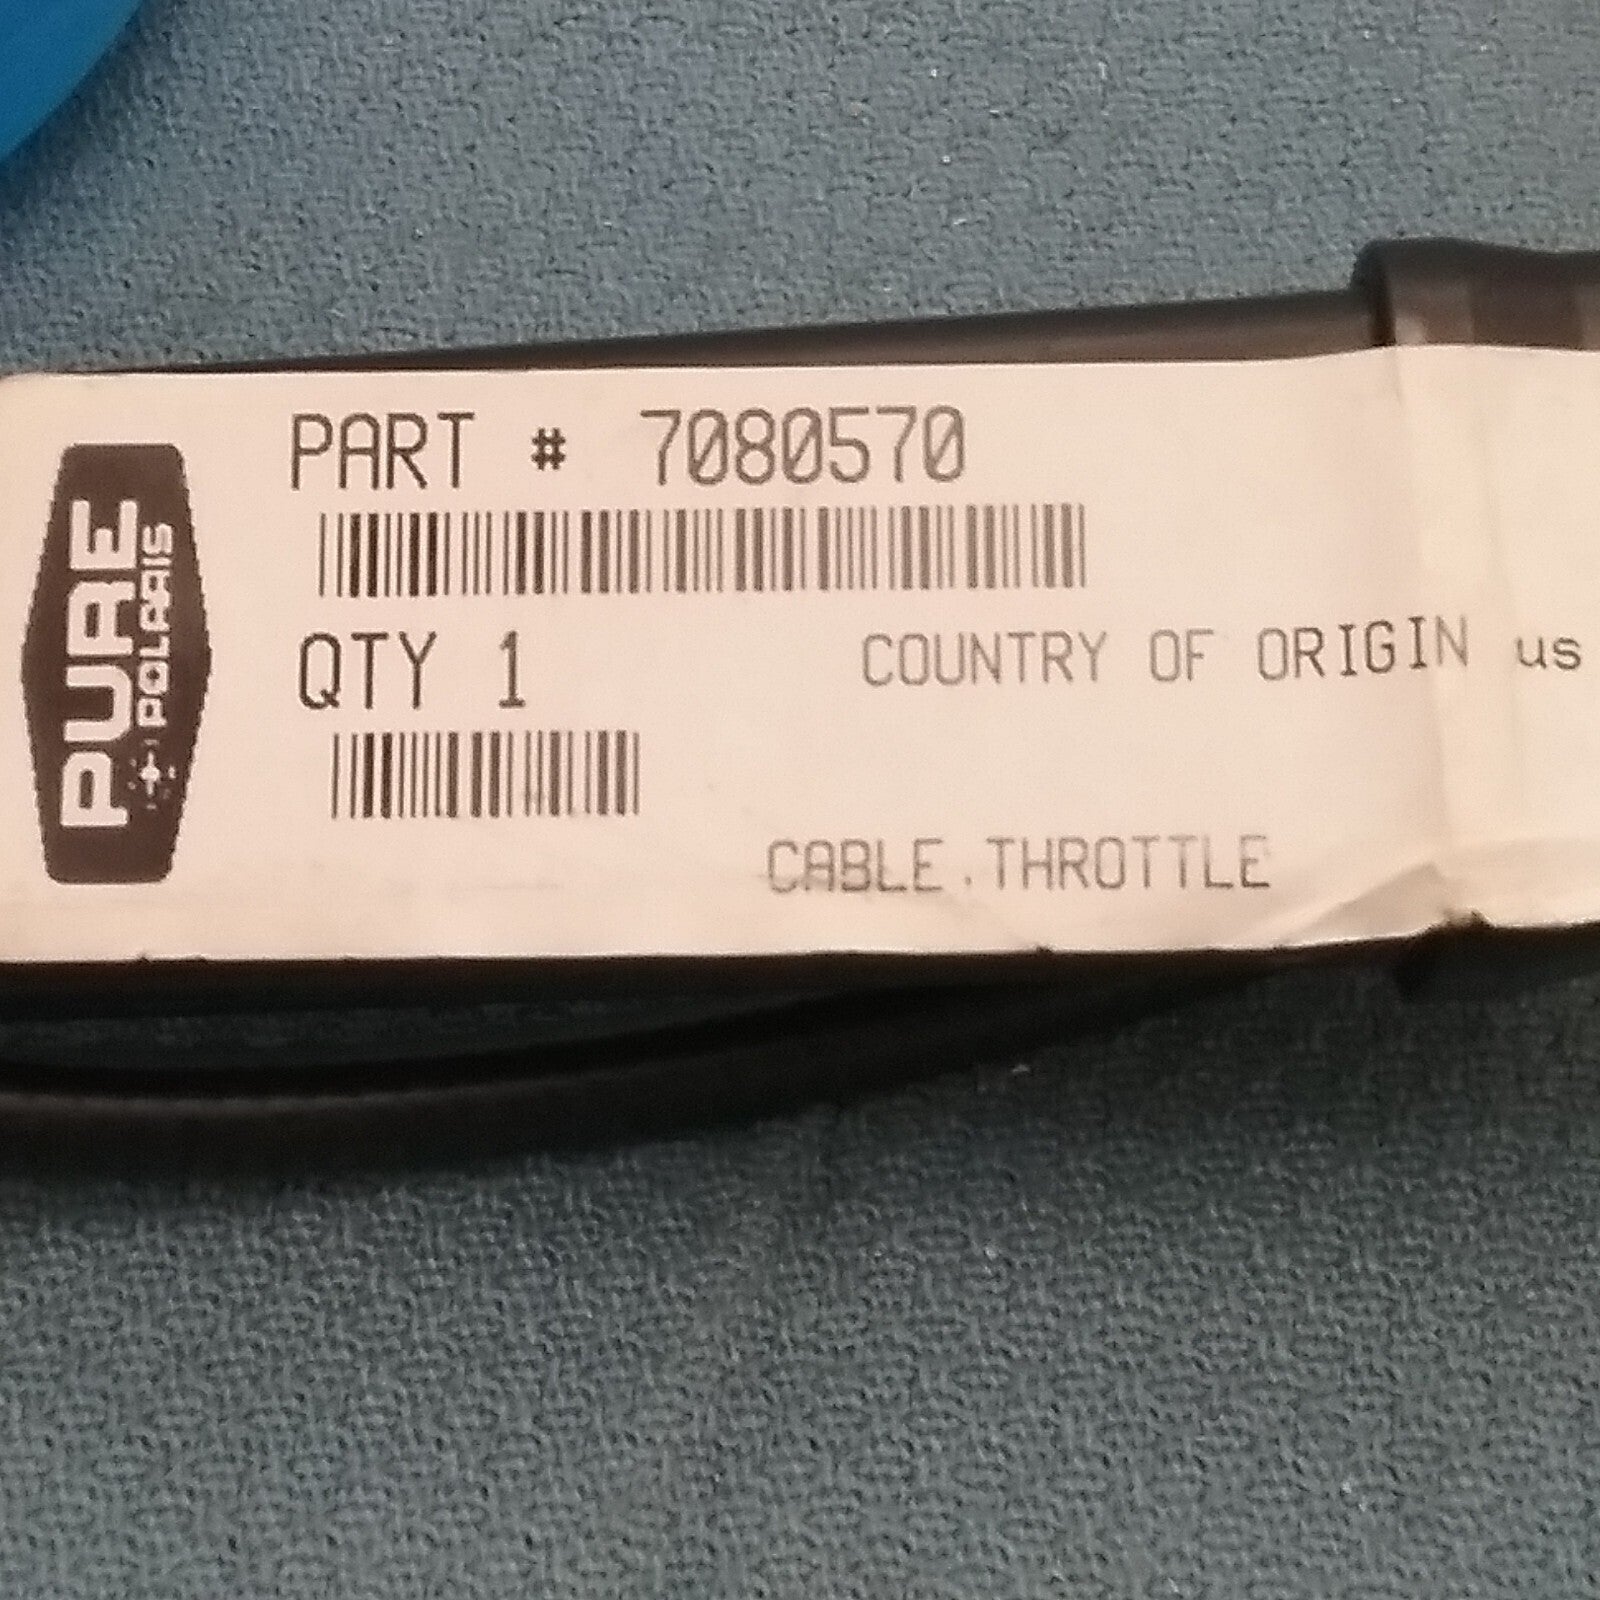 PURE
POLARIS
PART # 7080570
QTY 1
COUNTRY OF ORIGIN us
CABLE.THROTTLE